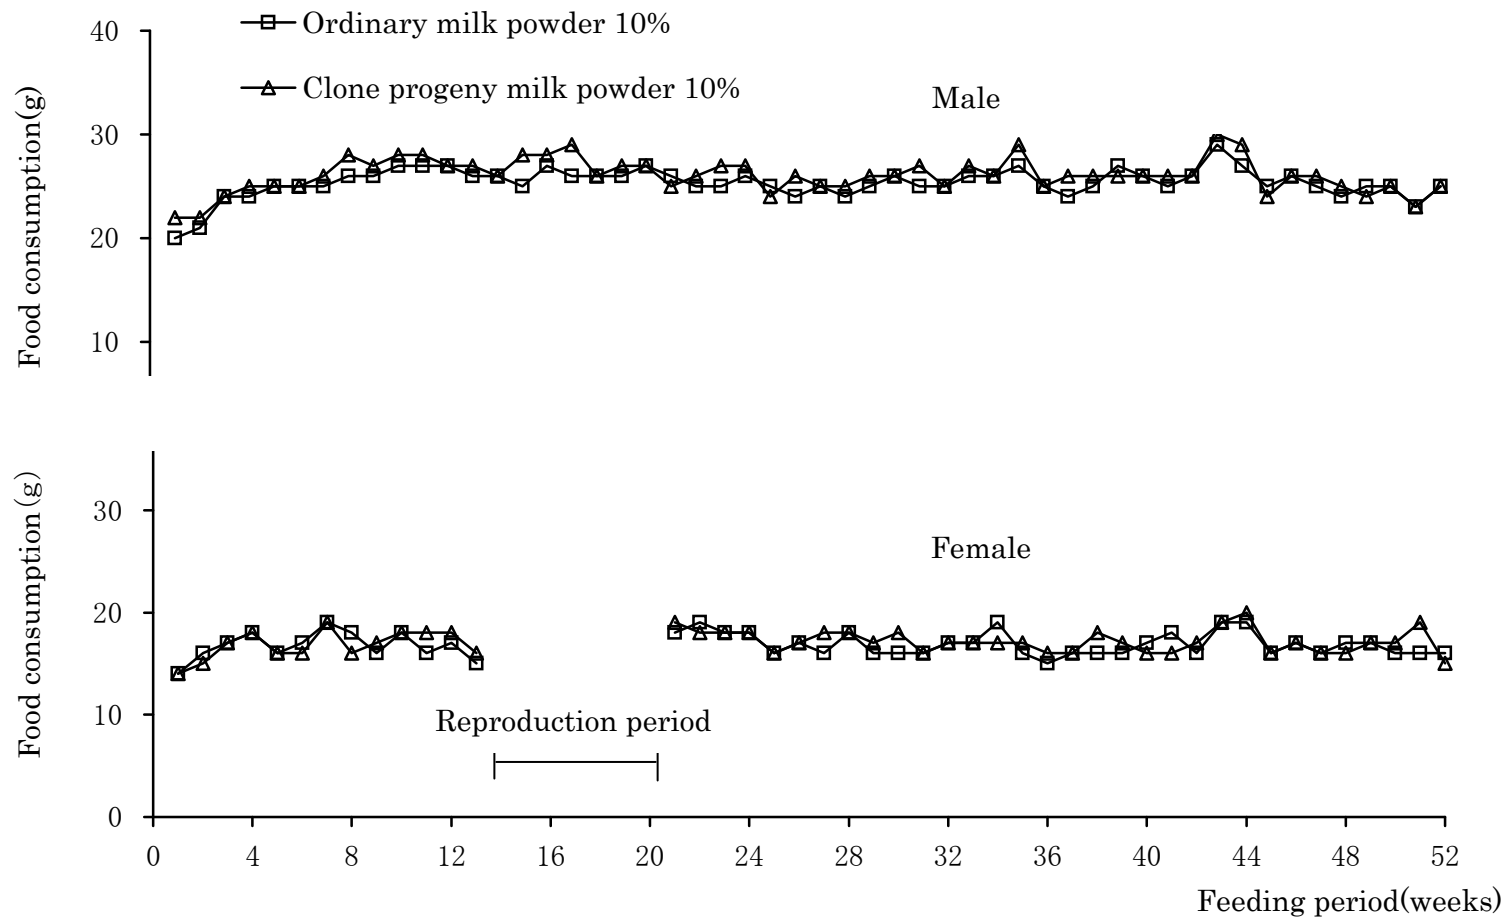 Ordinary milk powder 10%
Clone progeny milk powder 10%
Male
Food consumption(g)
40
30
20
10
Female
Food consumption(g)
30
20
10
0
Reproduction period
0 4 8 12 16 20 24 28 32 36 40 44 48 52
Feeding period(weeks)